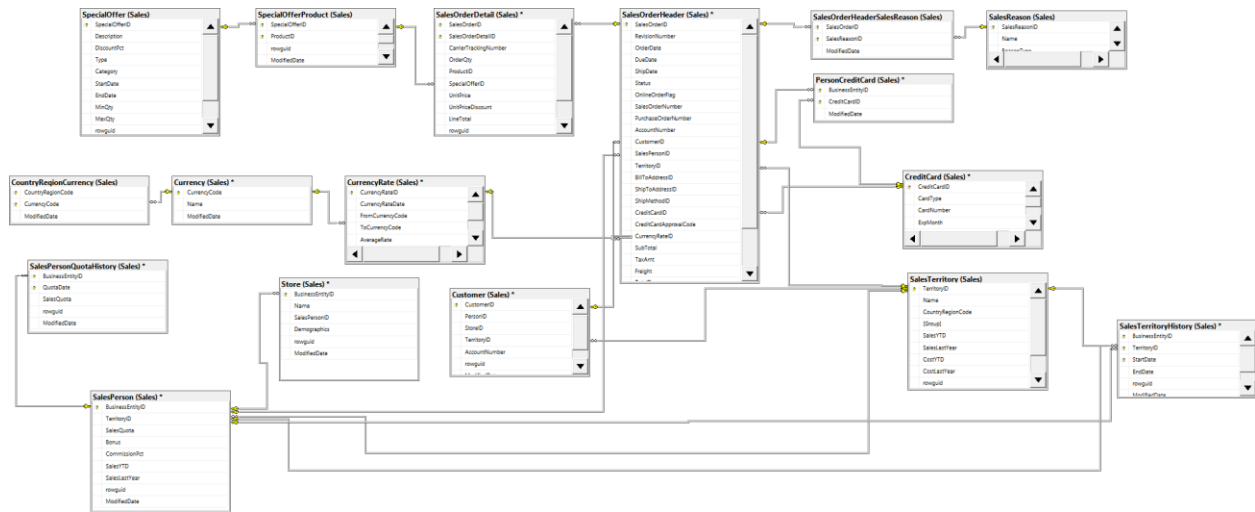 SpecialOffer (Sales)
SpecialOfferID
Description
DiscountPct
Type
Category
StartDate
EndDate
MinQty
MaxQty
rowguid
SpecialOfferProduct (Sales)
SpecialOfferID
ProductID
rowguid
ModifiedDate
SalesOrderDetail (Sales) *
SalesOrderID
SalesOrderDetailID
CarrierTrackingNumber
OrderQty
ProductID
SpecialOfferID
UnitPrice
UnitPriceDiscount
LineTotal
rowguid
SalesOrderHeader (Sales) *
SalesOrderID
RevisionNumber
OrderDate
DueDate
ShipDate
Status
OnlineOrderFlag
SalesOrderNumber
PurchaseOrderNumber
AccountNumber
CustomerID
SalesPersonID
TerritoryID
BillToAddressID
ShipToAddressID
ShipMethodID
CreditCardID
CreditCardApprovalCode
CurrencyRateID
SubTotal
TaxAmt
Freight
SalesOrderHeaderSalesReason (Sales)
SalesOrderID
SalesReasonID
ModifiedDate
SalesReason (Sales)
SalesReasonID
Name
PersonCreditCard (Sales) *
BusinessEntityID
CreditCardID
ModifiedDate
CountryRegionCurrency (Sales)
CountryRegionCode
CurrencyCode
ModifiedDate
Currency (Sales) *
CurrencyCode
Name
ModifiedDate
CurrencyRate (Sales) *
CurrencyRateID
CurrencyRateDate
FromCurrencyCode
ToCurrencyCode
AverageRate
CreditCard (Sales) *
CreditCardID
CardType
CardNumber
ExpMonth
SalesPersonQuotaHistory (Sales) *
BusinessEntityID
QuotaDate
SalesQuota
rowguid
ModifiedDate
Store (Sales) *
BusinessEntityID
Name
SalesPersonID
Demographics
rowguid
ModifiedDate
Customer (Sales) *
CustomerID
PersonID
StoreID
TerritoryID
AccountNumber
rowguid
SalesTerritory (Sales)
TerritoryID
Name
CountryRegionCode
[Group]
SalesYTD
SalesLastYear
CostYTD
CostLastYear
rowguid
SalesTerritoryHistory (Sales) *
BusinessEntityID
TerritoryID
StartDate
EndDate
rowguid
ModifiedDate
SalesPerson (Sales) *
BusinessEntityID
TerritoryID
SalesQuota
Bonus
CommissionPct
SalesYTD
SalesLastYear
rowguid
ModifiedDate